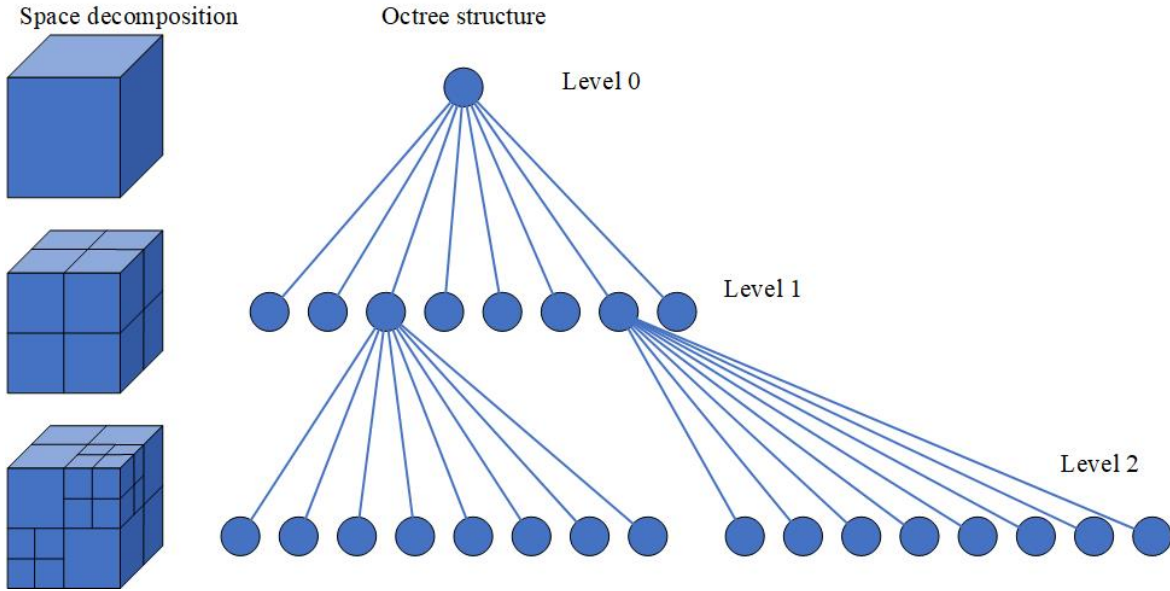 Space decomposition
Octree structure
Level 0
Level 1
Level 2